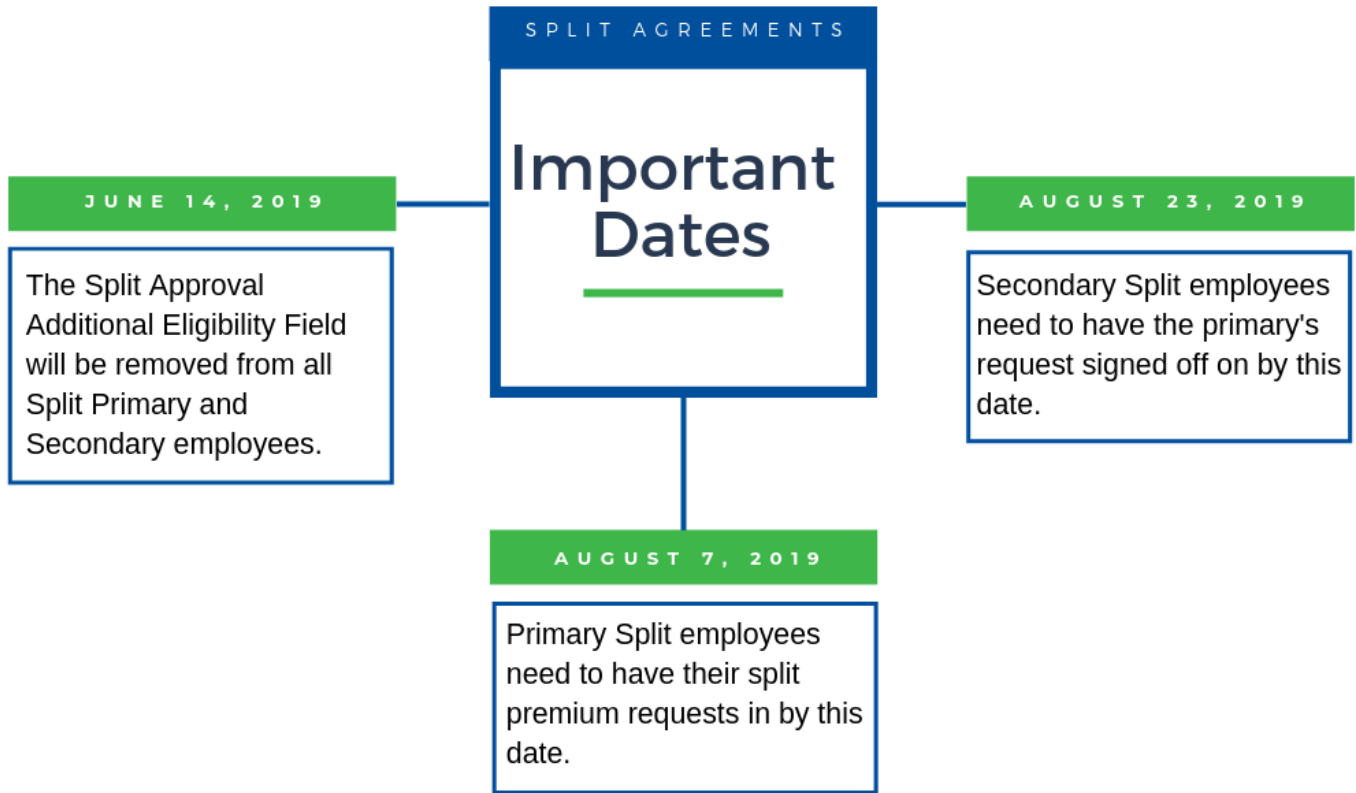 SPLIT AGREEMENTS
Important
Dates
JUNE 14, 2019
The Split Approval
Additional Eligibility Field
will be removed from all
Split Primary and
Secondary employees.
AUGUST 7, 2019
Primary Split employees
need to have their split
premium requests in by this
date.
AUGUST 23, 2019
Secondary Split employees
need to have the primary's
request signed off on by this
date.